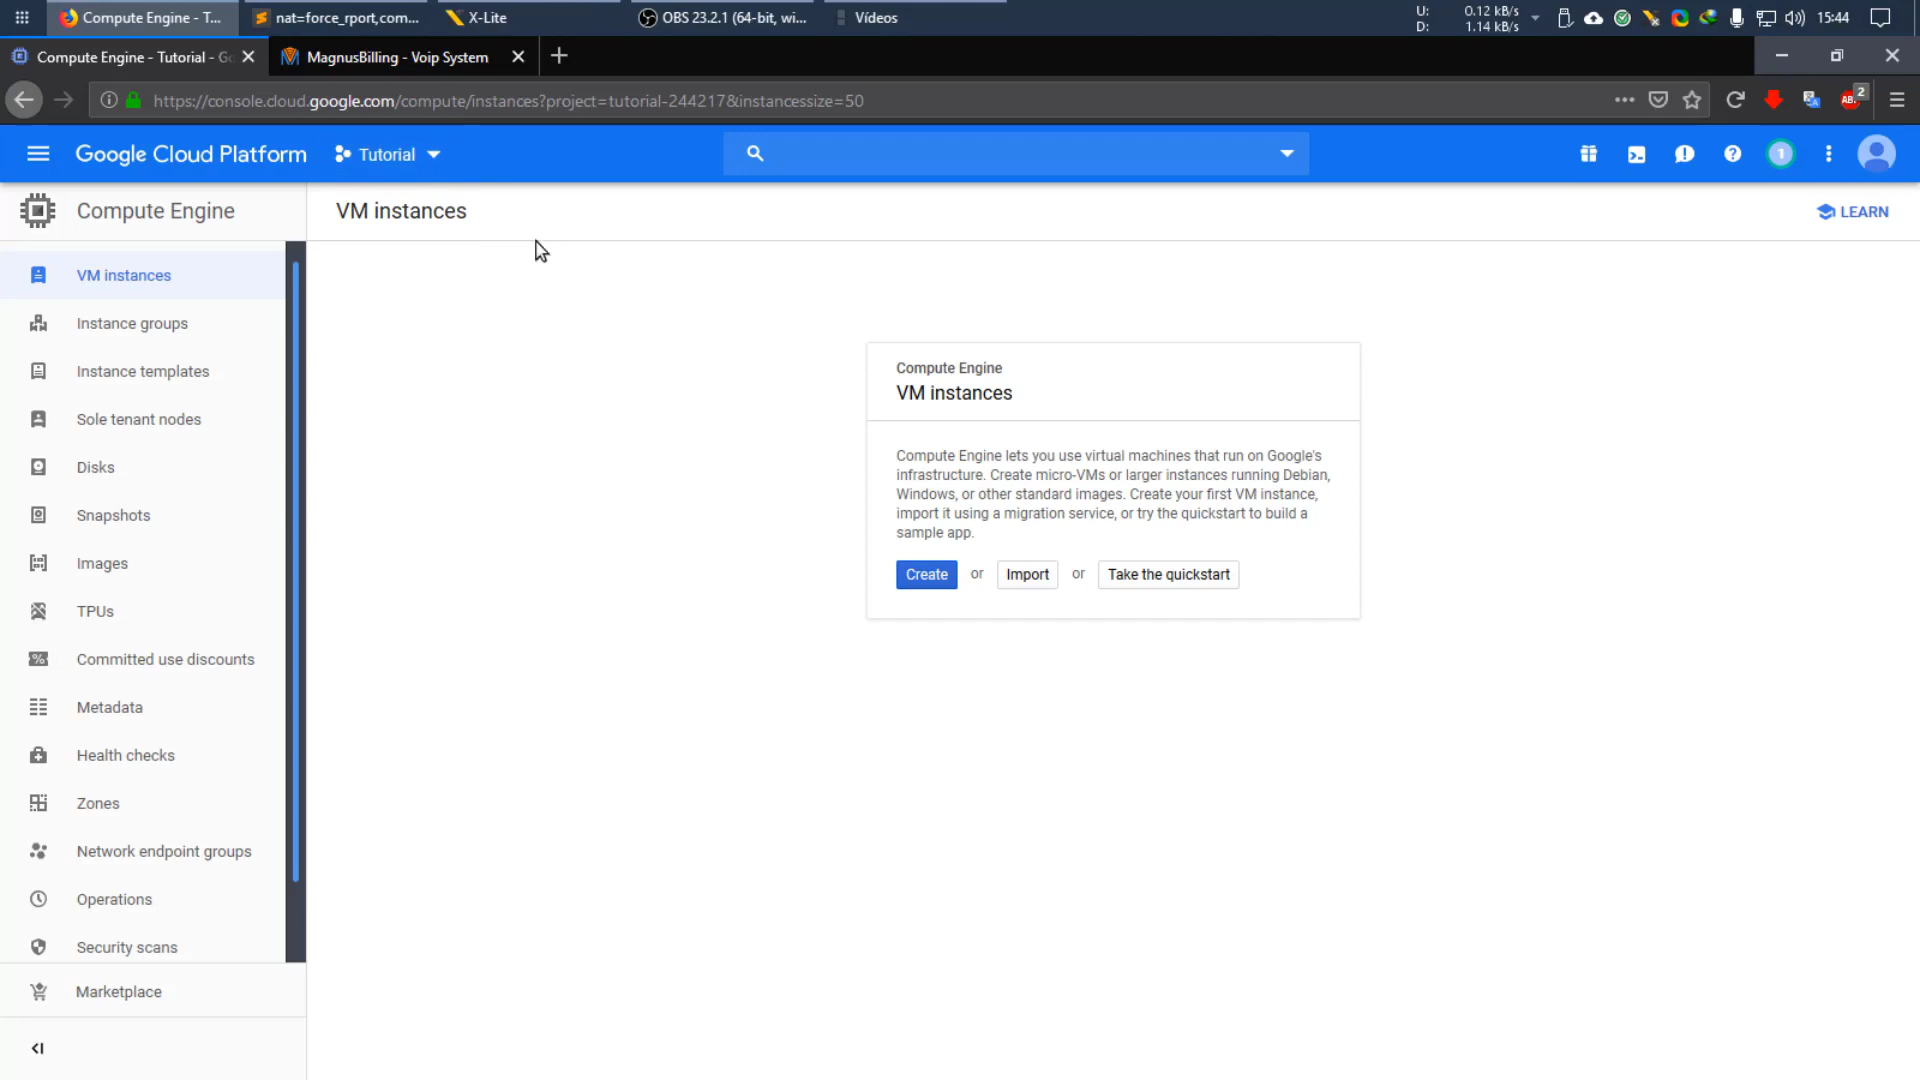 Compute Engine - T...
nat=force_rport,com...
X-Lite
OBS 23.2.1 (64-bit, wi...
Vídeos
U: 0.12 kB/s
D: 1.14 kB/s
15:44
Compute Engine - Tutorial - Go
MagnusBilling - Voip System
https://console.cloud.google.com/compute/instances?project=tutorial-244217&instancessize=50
ABP
2
Google Cloud Platform
Tutorial
1
Compute Engine
VM instances
LEARN
VM instances
Instance groups
Instance templates
Sole tenant nodes
Disks
Snapshots
Images
TPUs
Committed use discounts
Metadata
Health checks
Zones
Network endpoint groups
Operations
Security scans
Marketplace
Compute Engine
VM instances
Compute Engine lets you use virtual machines that run on Google's
infrastructure. Create micro-VMs or larger instances running Debian,
Windows, or other standard images. Create your first VM instance,
import it using a migration service, or try the quickstart to build a
sample app.
Create or Import or Take the quickstart